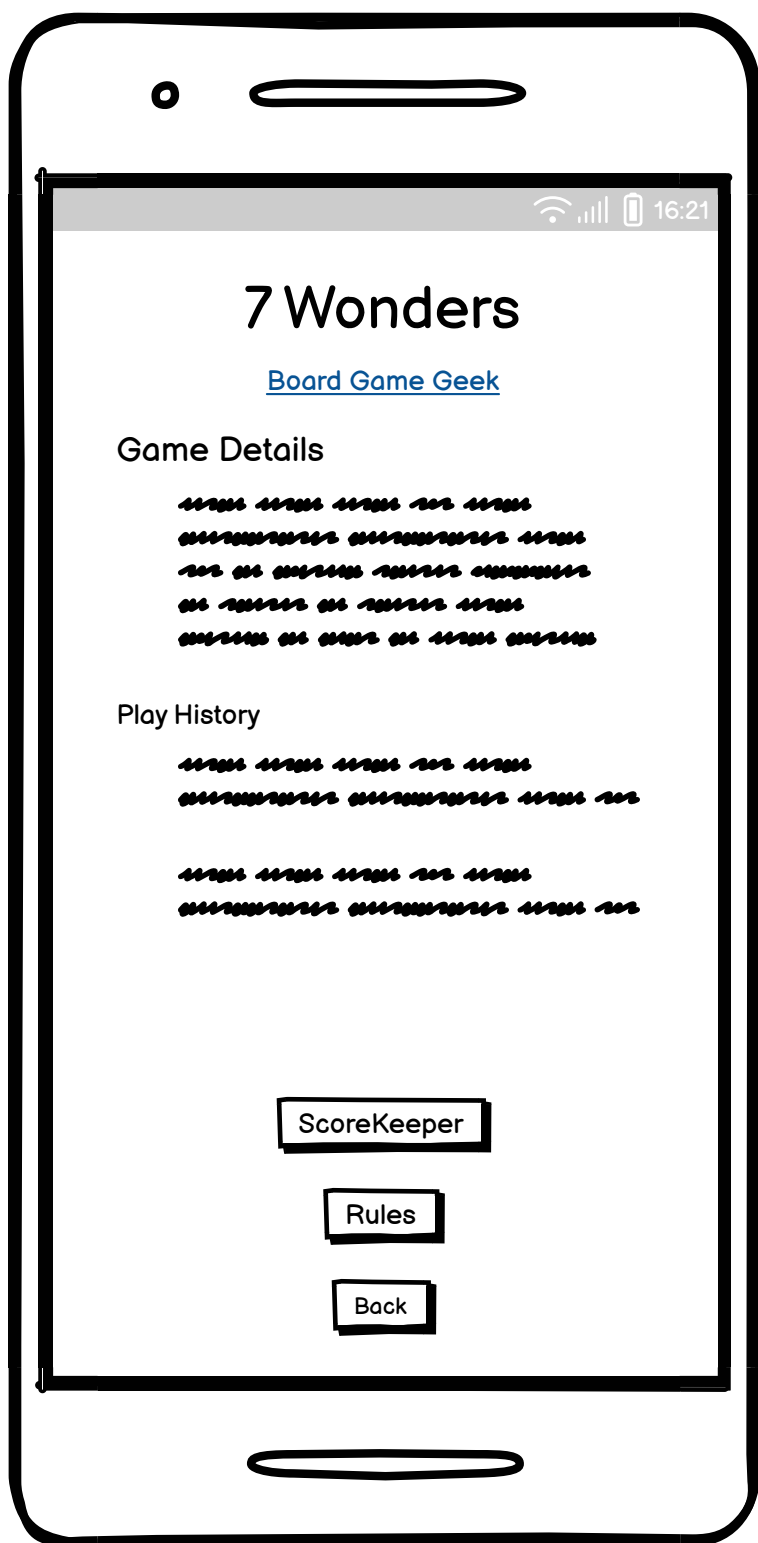 16:21
7 Wonders
Board Game Geek
Game Details
Play History
ScoreKeeper
Rules
Back